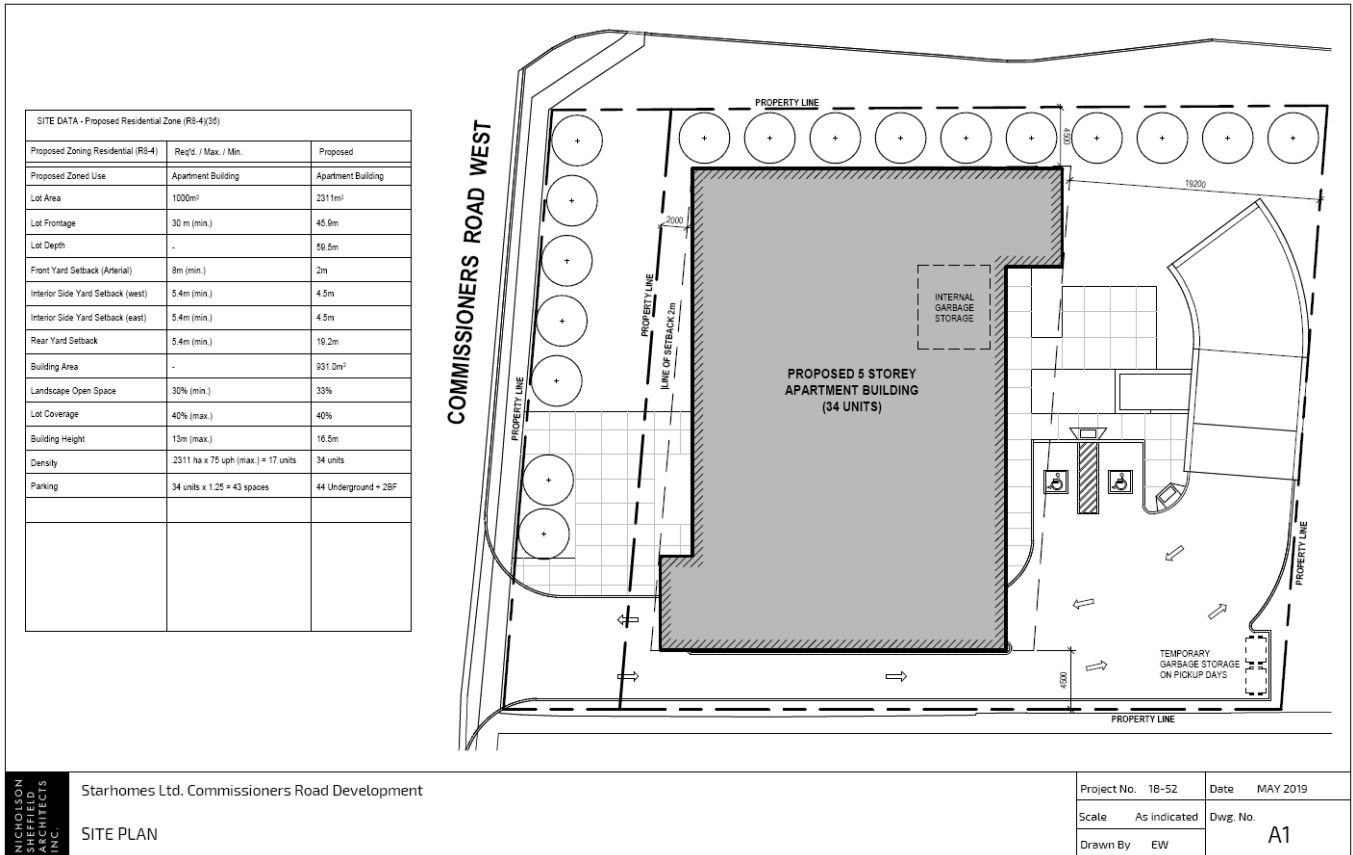 SITE DATA - Proposed Residential Zone (R8-4)(36)
Proposed Zoning Residential (R8-4) Req'd. / Max. / Min. Proposed
Proposed Zoned Use Apartment Building Apartment Building
Lot Area 1000m² 2311m²
Lot Frontage 30 m (min.) 45.9m
Lot Depth - 59.5m
Front Yard Setback (Arterial) 8m (min.) 2m
Interior Side Yard Setback (west) 5.4m (min.) 4.5m
Interior Side Yard Setback (east) 5.4m (min.) 4.5m
Rear Yard Setback 5.4m (min.) 19.2m
Building Area - 931.0m²
Landscape Open Space 30% (min.) 33%
Lot Coverage 40% (max.) 40%
Building Height 13m (max.) 16.5m
Density .2311 ha x 75 uph (max.) = 17 units 34 units
Parking 34 units x 1.25 = 43 spaces 44 Underground + 2BF
COMMISSIONERS ROAD WEST
PROPERTY LINE
4500
19200
2000
PROPERTY LINE
LINE OF SETBACK 2m
PROPERTY LINE
INTERNAL
GARBAGE
STORAGE
PROPOSED 5 STOREY
APARTMENT BUILDING
(34 UNITS)
PROPERTY LINE
TEMPORARY
GARBAGE STORAGE
ON PICKUP DAYS
4500
PROPERTY LINE
NICHOLSON
SHEFFIELD
ARCHITECTS
INC.
Starhomes Ltd. Commissioners Road Development
SITE PLAN
Project No. 18-52
Date MAY 2019
Scale As indicated
Dwg. No.
A1
Drawn By EW